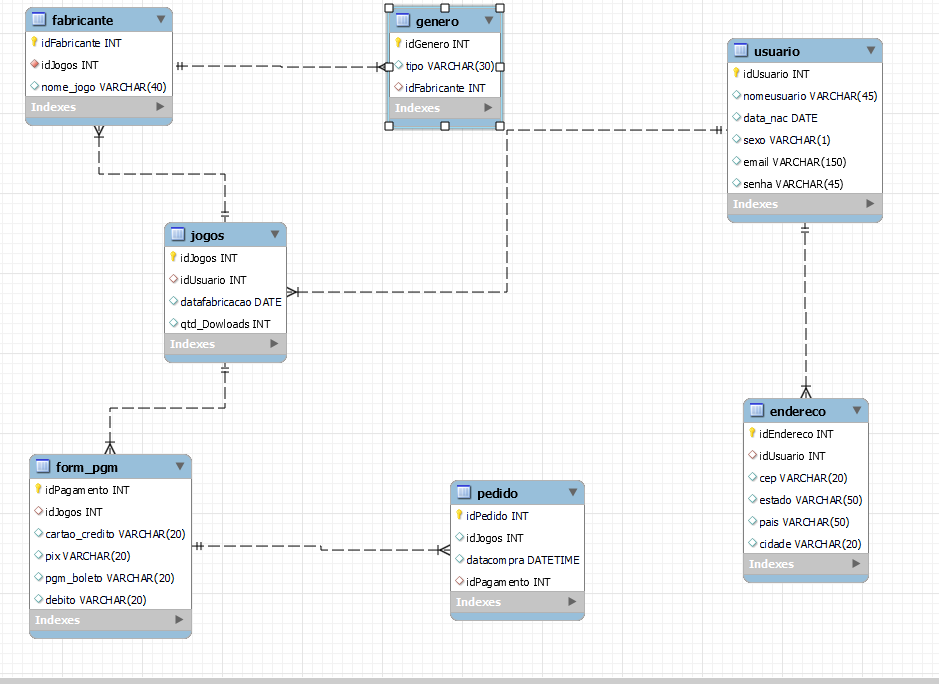 fabricante
idFabricante INT
idJogos INT
nome_jogo VARCHAR(40)
Indexes
genero
idGenero INT
tipo VARCHAR(30)
idFabricante INT
Indexes
usuario
idUsuario INT
nomeusuario VARCHAR(45)
data_nac DATE
sexo VARCHAR(1)
email VARCHAR(150)
senha VARCHAR(45)
Indexes
jogos
idJogos INT
idUsuario INT
datafabricacao DATE
qtd_Dowloads INT
Indexes
form_pgm
idPagamento INT
idJogos INT
cartao_credito VARCHAR(20)
pix VARCHAR(20)
pgm_boleto VARCHAR(20)
debito VARCHAR(20)
Indexes
pedido
idPedido INT
idJogos INT
datacompra DATETIME
idPagamento INT
Indexes
endereco
idEndereco INT
idUsuario INT
cep VARCHAR(20)
estado VARCHAR(50)
pais VARCHAR(50)
cidade VARCHAR(20)
Indexes